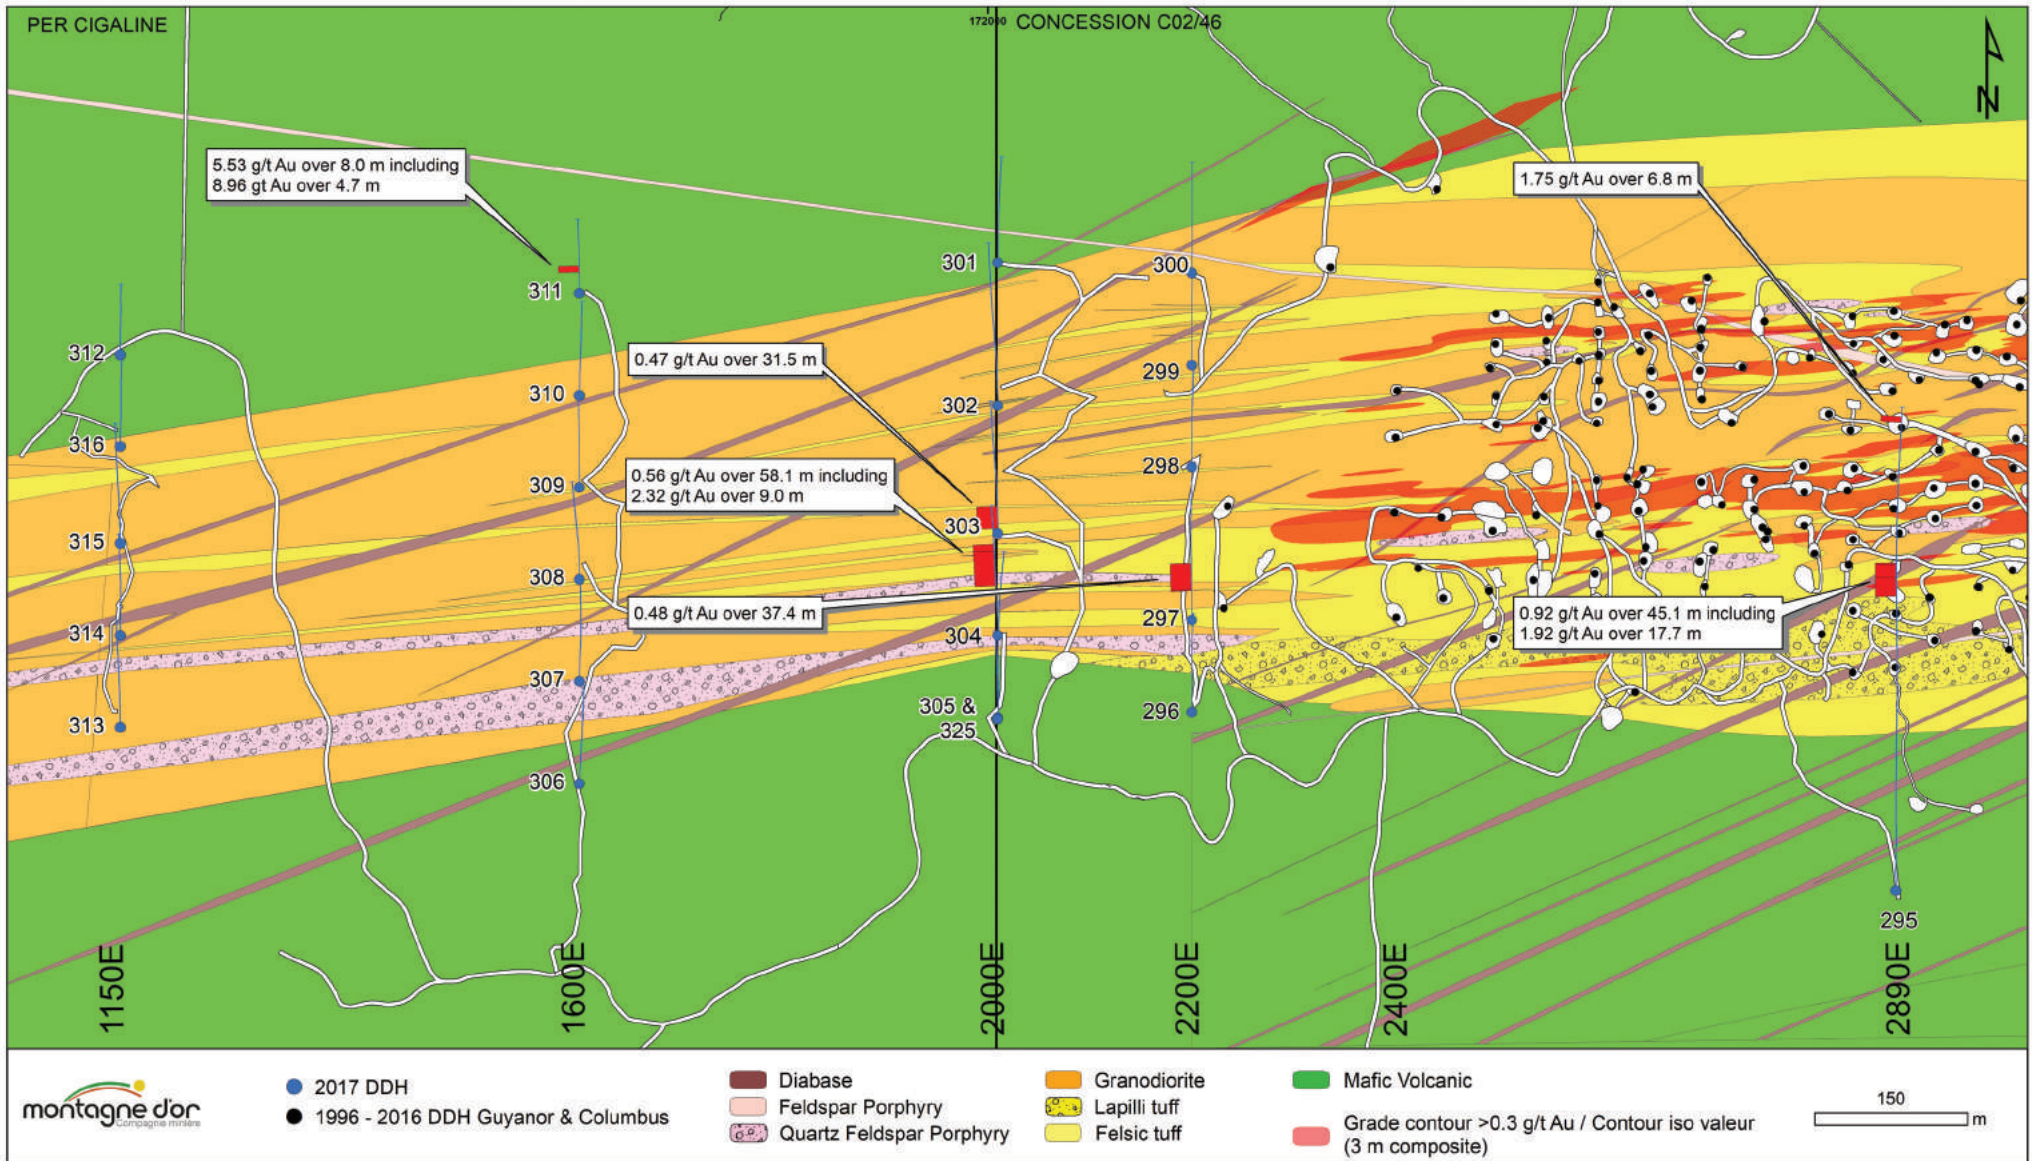 PER CIGALINE
172000
CONCESSION C02/46
N
5.53 g/t Au over 8.0 m including
8.96 gt Au over 4.7 m
1.75 g/t Au over 6.8 m
301
300
311
312
0.47 g/t Au over 31.5 m
299
310
302
316
298
0.56 g/t Au over 58.1 m including
2.32 g/t Au over 9.0 m
309
303
315
308
0.48 g/t Au over 37.4 m
297
0.92 g/t Au over 45.1 m including
1.92 g/t Au over 17.7 m
314
304
307
313
305 &
325
296
306
295
1150E
1600E
2000E
2200E
2400E
2890E
montagne d'or
Compagnie minière
2017 DDH
1996 - 2016 DDH Guyanor & Columbus
Diabase
Feldspar Porphyry
Quartz Feldspar Porphyry
Granodiorite
Lapilli tuff
Felsic tuff
Mafic Volcanic
Grade contour >0.3 g/t Au / Contour iso valeur
(3 m composite)
150
m